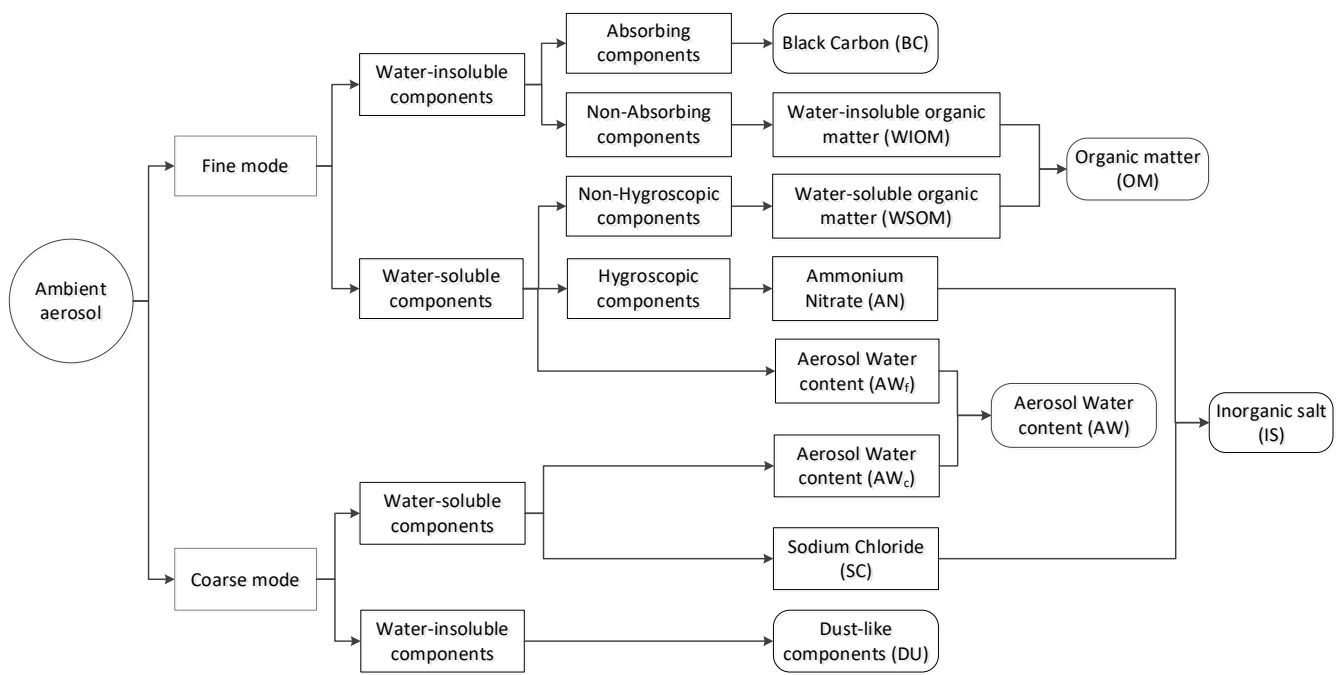 Absorbing
components
Black Carbon (BC)
Water-insoluble
components
Non-Absorbing
components
Water-insoluble organic
matter (WIOM)
Fine mode
Organic matter
(OM)
Non-Hygroscopic
components
Water-soluble organic
matter (WSOM)
Ambient
aerosol
Water-soluble
components
Hygroscopic
components
Ammonium
Nitrate (AN)
Aerosol Water
content (AWf)
Aerosol Water
content (AW)
Inorganic salt
(IS)
Aerosol Water
content (AWc)
Water-soluble
components
Sodium Chloride
(SC)
Coarse mode
Water-insoluble
components
Dust-like
components (DU)